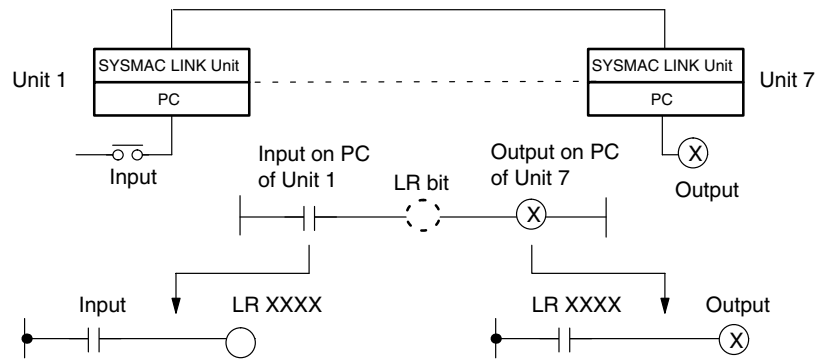 SYSMAC LINK Unit
SYSMAC LINK Unit
Unit 1
Unit 7
PC
PC
Input
X
Output
Input on PC
of Unit 1
LR bit
Output on PC
of Unit 7
X
Input
LR XXXX
LR XXXX
Output
X